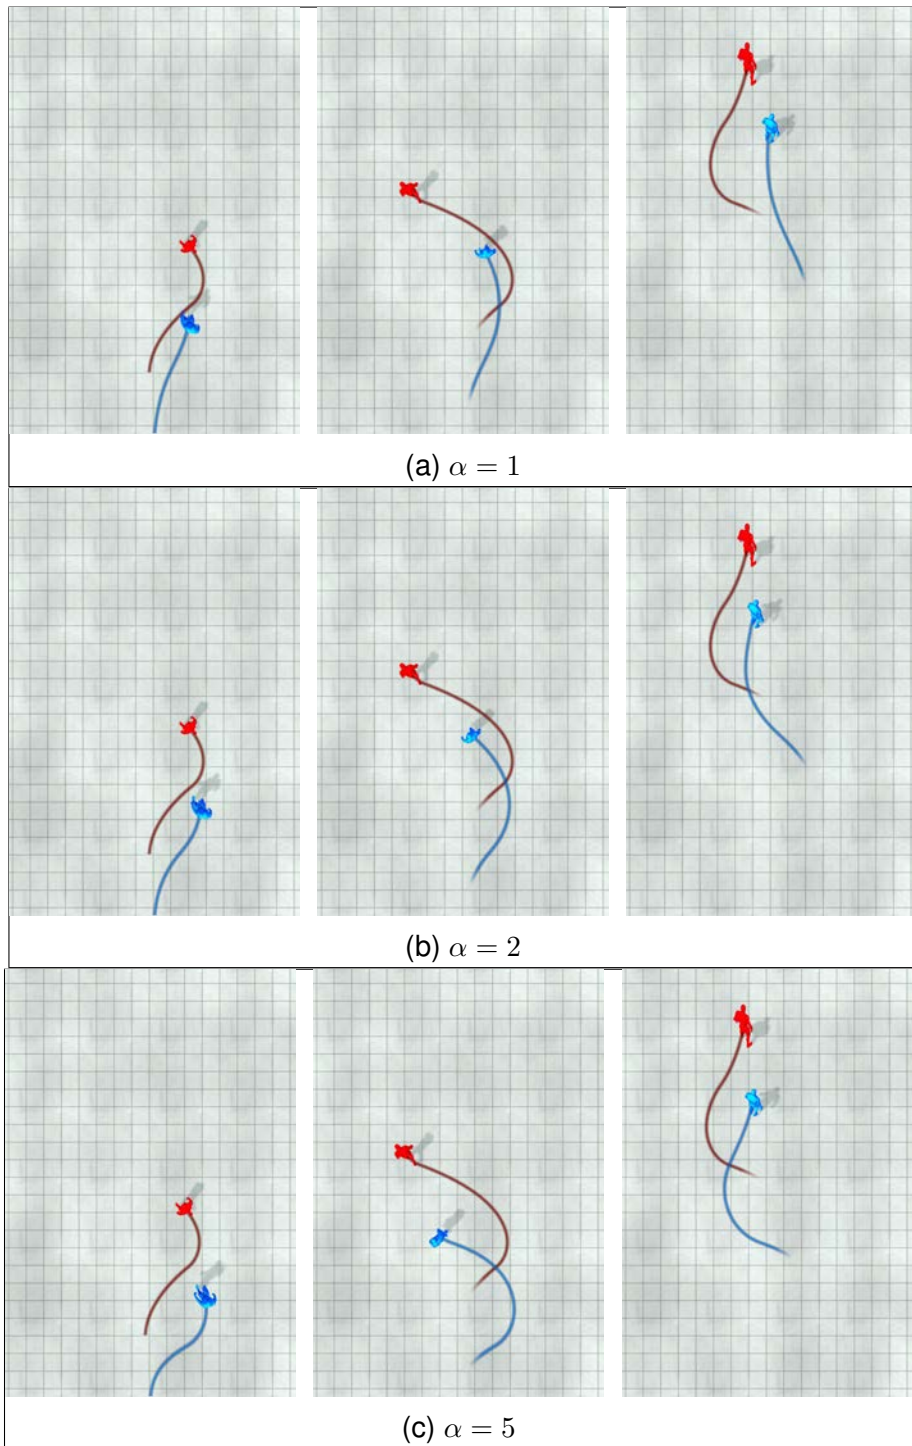 (a) α = 1
(b) α = 2
(c) α = 5